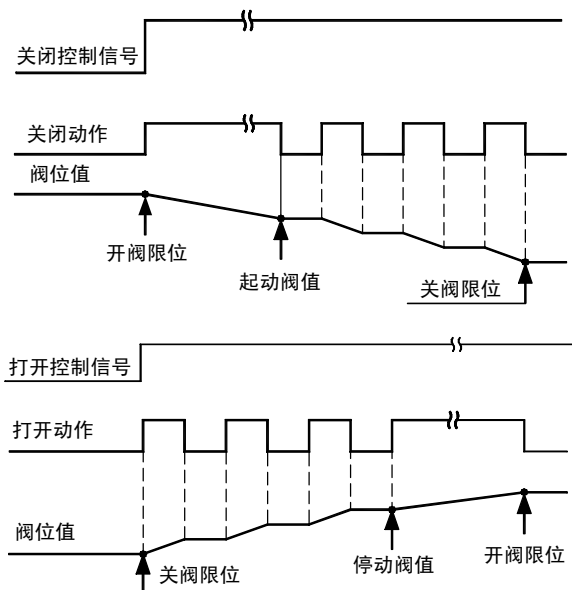 关闭控制信号
关闭动作
阀位值
开阀限位
起动阀值
关阀限位
打开控制信号
打开动作
阀位值
关阀限位
停动阀值
开阀限位